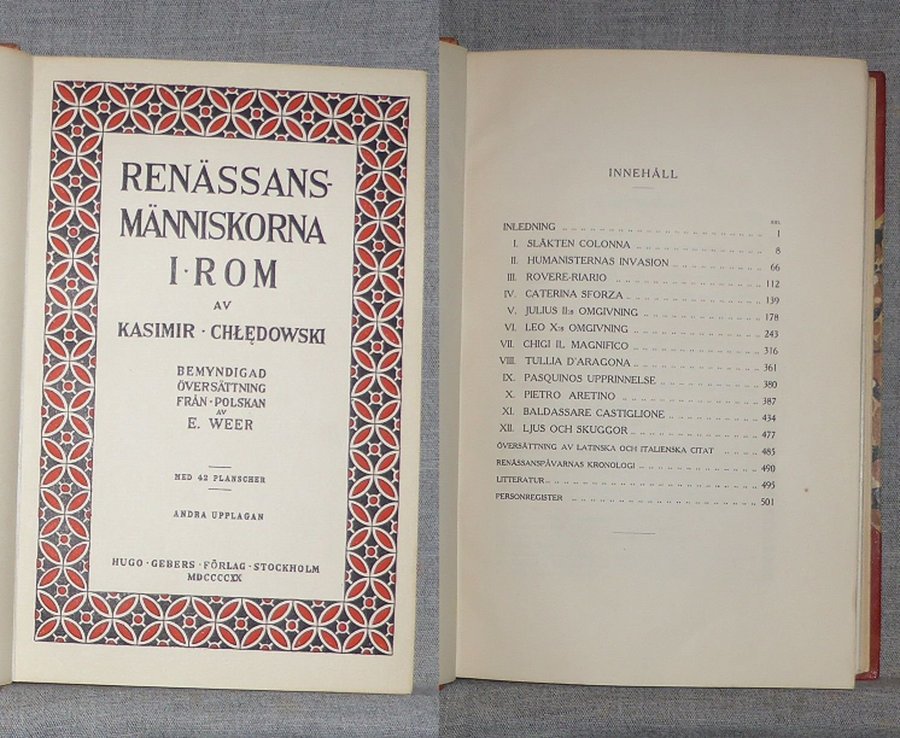 RENÄSSANS-
MÄNNISKORNA
I·ROM
AV
KASIMIR · CHŁĘDOWSKI
BEMYNDIGAD
ÖVERSÄTTNING
FRÅN · POLSKAN
AV
E. WEER
MED 42 PLANSCHER
ANDRA UPPLAGAN
HUGO · GEBERS · FÖRLAG · STOCKHOLM
MDCCCCXX
INNEHÅLL
SID.
INLEDNING 1
I. SLÄKTEN COLONNA 8
II. HUMANISTERNAS INVASION 66
III. ROVERE-RIARIO 112
IV. CATERINA SFORZA 139
V. JULIUS II:s OMGIVNING 178
VI. LEO X:s OMGIVNING 243
VII. CHIGI IL MAGNIFICO 316
VIII. TULLIA D'ARAGONA 361
IX. PASQUINOS UPPRINNELSE 380
X. PIETRO ARETINO 387
XI. BALDASSARE CASTIGLIONE 434
XII. LJUS OCH SKUGGOR 477
ÖVERSÄTTNING AV LATINSKA OCH ITALIENSKA CITAT 485
RENÄSSANSPÅVARNAS KRONOLOGI 490
LITTERATUR 495
PERSONREGISTER 501